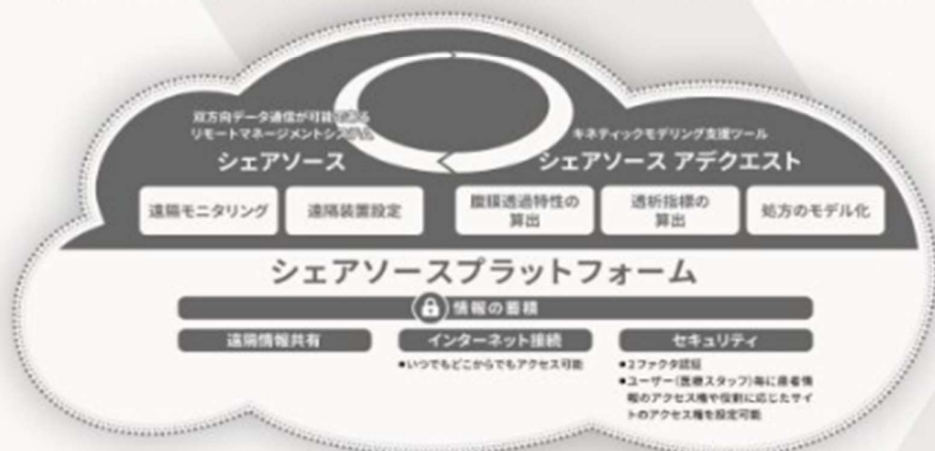 双方向データ通信が可能
リモートマネージメントシステム
シェアソース
キネティックモデリング支援ツール
シェアソース アデクエスト
遠隔モニタリング
遠隔装置設定
腹膜透過特性の
算出
透析指標の
算出
処方のモデル化
シェアソースプラットフォーム
情報の蓄積
遠隔情報共有
インターネット接続
セキュリティ
●いつでもどこからでもアクセス可能
●2ファクタ認証
●ユーザー(医療スタッフ)毎に患者情
報のアクセス権や役割に応じたサイ
トのアクセス権を設定可能